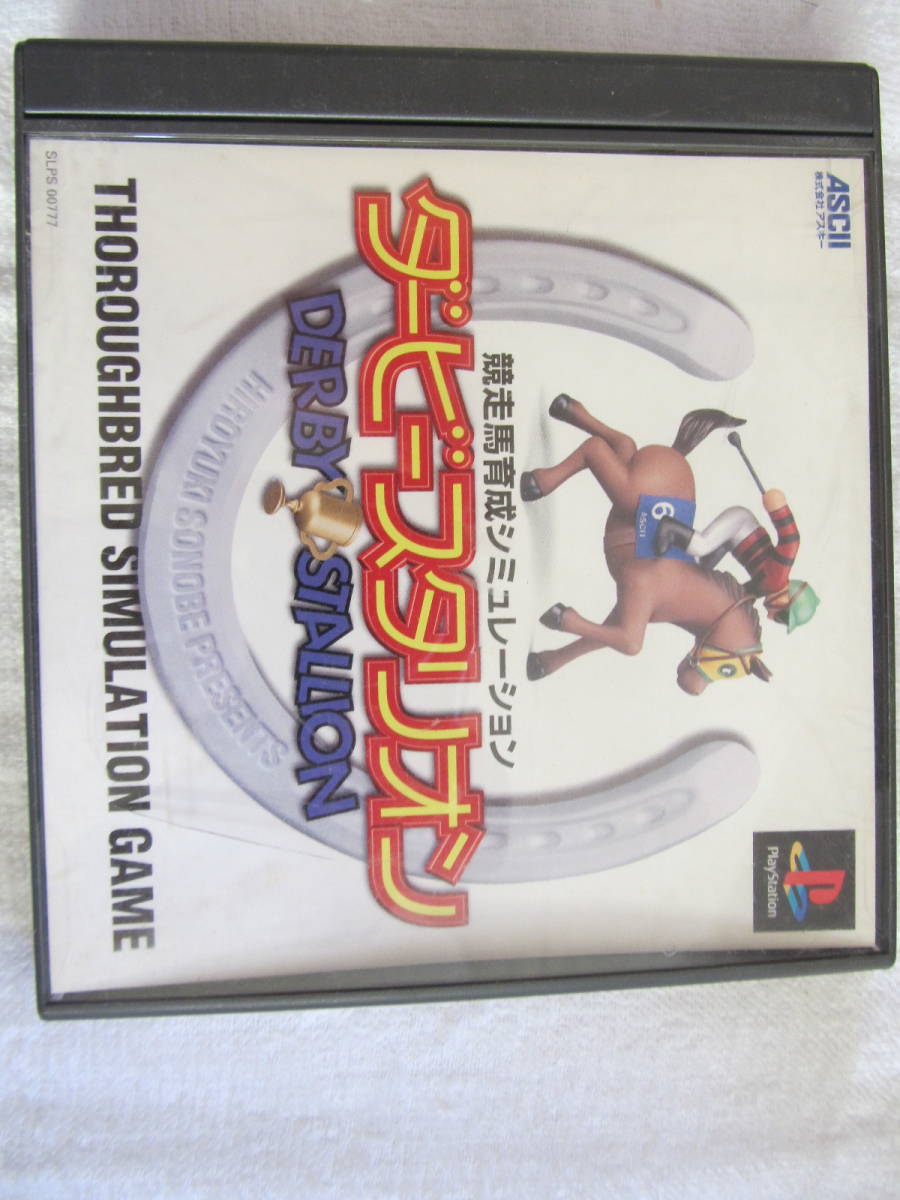 ASCII
株式会社 アスキー
PlayStation
6
ASCII
競走馬育成シミュレーション
ダービースタリオン
DERBY STALLION
HIROYUKI SONOBE PRESENTS
THOROUGHBRED SIMULATION GAME
SLPS 00777